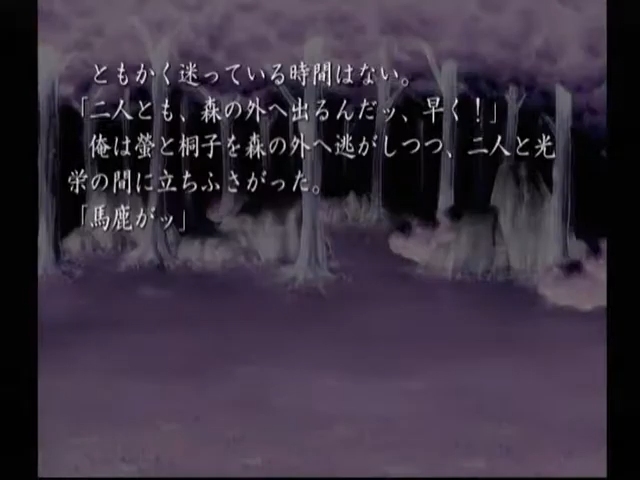 ともかく迷っている時間はない。
「二人とも、森の外へ出るんだッ、早く！」
俺は螢と桐子を森の外へ逃がしつつ、二人と光
栄の間に立ちふさがった。
「馬鹿がッ」